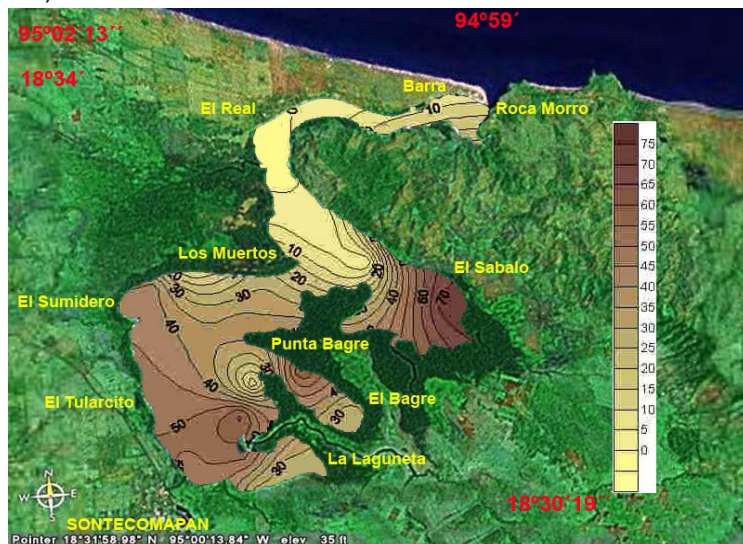 95º02´13´´
94º59´
18º34´
Barra
El Real
10
Roca Morro
0
75
70
65
60
55
50
45
40
35
30
25
20
15
10
5
0
Los Muertos
10
20
El Sabalo
30
30
20
40
60
70
El Sumidero
40
Punta Bagre
40
El Tularcito
El Bagre
30
50
La Laguneta
30
18º30´19´´
N
W
E
S
SONTECOMAPAN
Pointer 18°31'58.98" N 95°00'13.84" W elev 35 ft